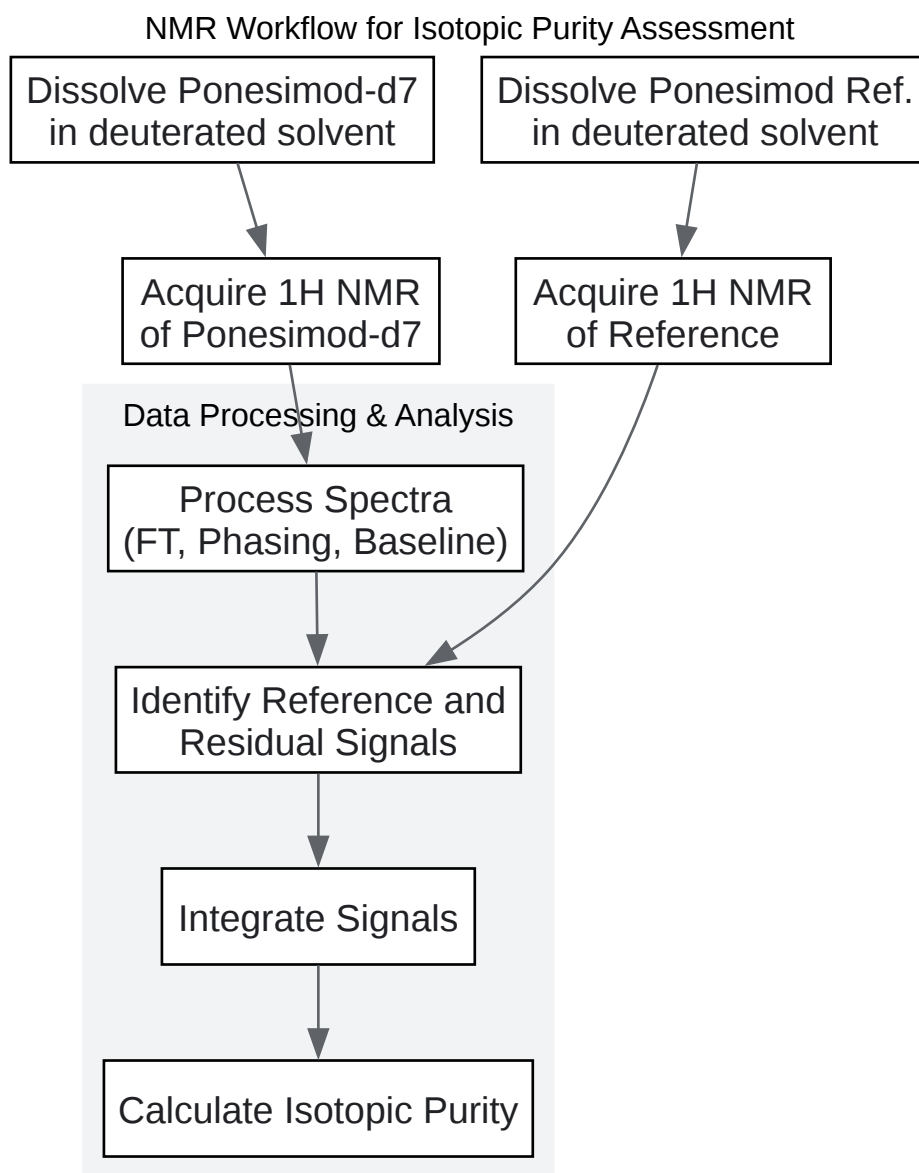 NMR Workflow for Isotopic Purity Assessment
Dissolve Ponesimod-d7
in deuterated solvent
Dissolve Ponesimod Ref.
in deuterated solvent
Acquire 1H NMR
of Ponesimod-d7
Acquire 1H NMR
of Reference
Data Processing & Analysis
Process Spectra
(FT, Phasing, Baseline)
Identify Reference and
Residual Signals
Integrate Signals
Calculate Isotopic Purity